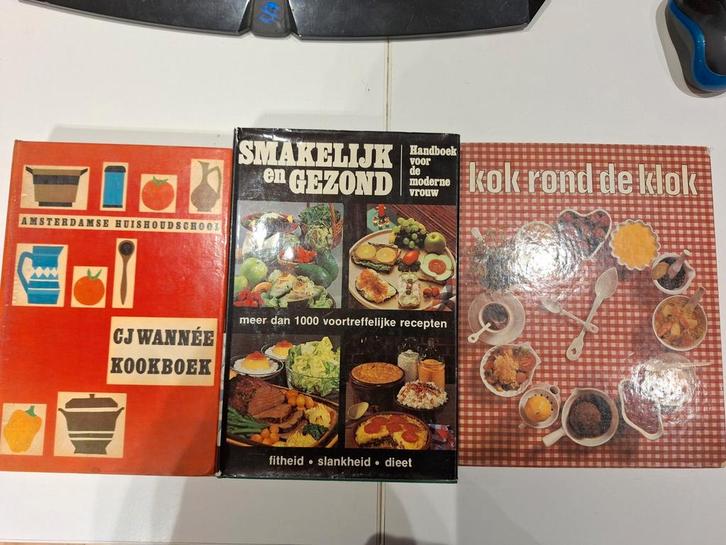 AMSTERDAMSE HUISHOUDSCHOOL
CJ WANNÉE
KOOKBOEK
SMAKELIJK
en GEZOND
Handboek
voor
de
moderne
vrouw
meer dan 1000 voortreffelijke recepten
fitheid • slankheid • dieet
kok rond de klok